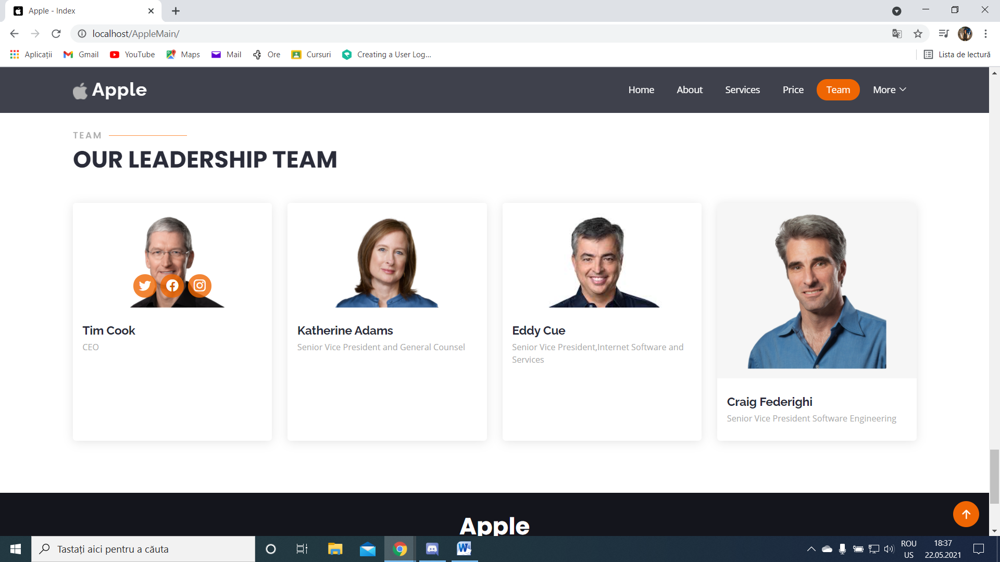 Apple - Index
localhost/AppleMain/
Aplicații Gmail YouTube Maps Mail Ore Cursuri Creating a User Log... Lista de lectură
Apple Home About Services Price Team More
TEAM
OUR LEADERSHIP TEAM
Tim Cook
CEO
Katherine Adams
Senior Vice President and General Counsel
Eddy Cue
Senior Vice President,Internet Software and
Services
Craig Federighi
Senior Vice President Software Engineering
Apple
Tastați aici pentru a căuta
ROU
US
18:37
22.05.2021